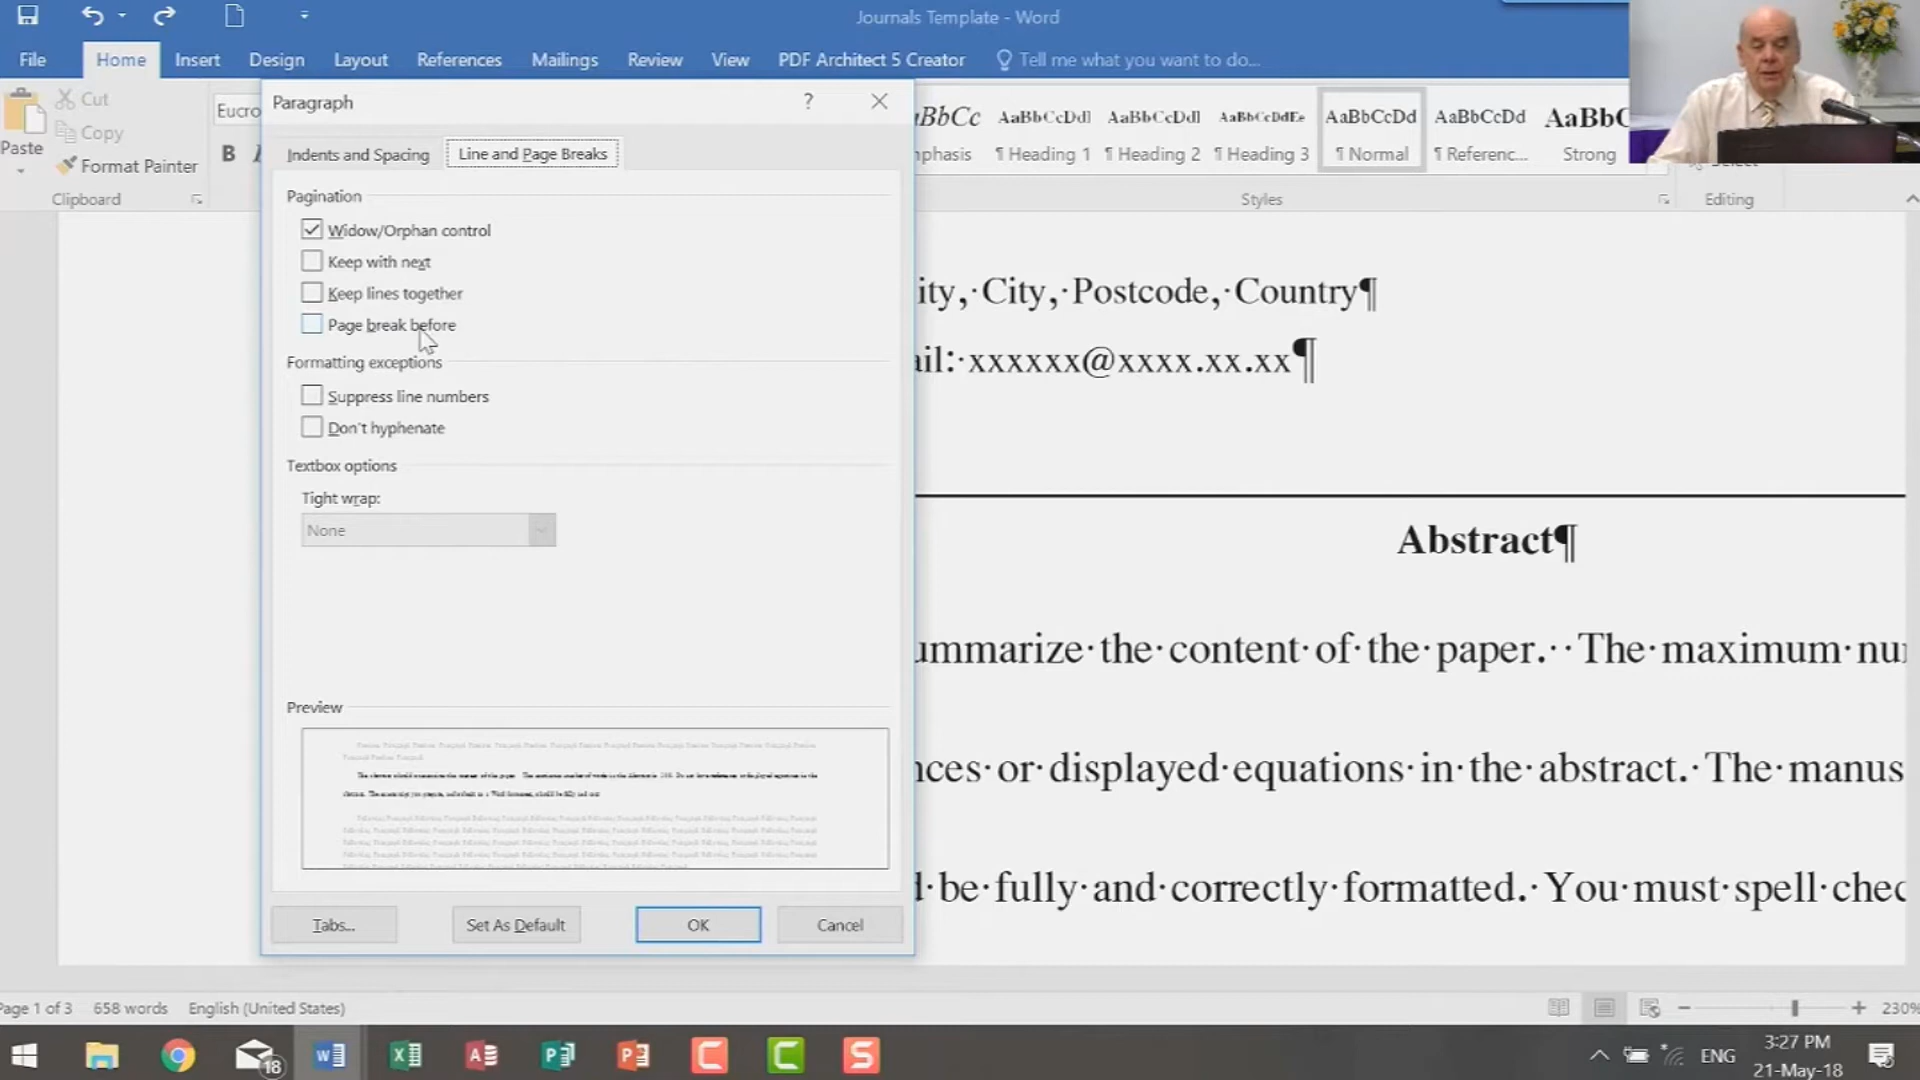 Journals Template - Word
File Home Insert Design Layout References Mailings Review View PDF Architect 5 Creator Tell me what you want to do...
Paste
Cut
Copy
Format Painter
Clipboard
Eucro
B
AaBbCcDdI AaBbCcDdI AaBbCcDdEe AaBbCcDd AaBbCcDd AaBbC
¶ Heading 1 ¶ Heading 2 ¶ Heading 3 ¶ Normal ¶ Referenc... Strong
Styles
Editing
Paragraph ?
Indents and Spacing Line and Page Breaks
Pagination
Widow/Orphan control
Keep with next
Keep lines together
Page break before
Formatting exceptions
Suppress line numbers
Don't hyphenate
Textbox options
Tight wrap:
None
Preview
Tabs... Set As Default OK Cancel
ity,·City,·Postcode,·Country¶
ail:·xxxxxx@xxxx.xx.xx¶
Abstract¶
ummarize·the·content·of·the·paper.··The·maximum·nu
nces·or·displayed·equations·in·the·abstract.·The·manus
d·be·fully·and·correctly·formatted.·You·must·spell·chec
Page 1 of 3 658 words English (United States) 230%
18
ENG
3:27 PM
21-May-18